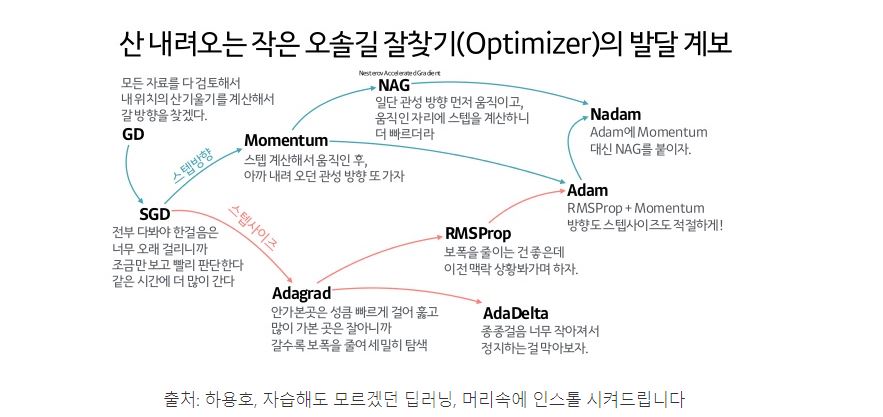 산 내려오는 작은 오솔길 잘찾기(Optimizer)의 발달 계보
모든 자료를 다 검토해서
내 위치의 산기울기를 계산해서
갈 방향을 찾겠다.
GD
스텝방향
Nesterov Accelerated Gradient
NAG
일단 관성 방향 먼저 움직이고,
움직인 자리에 스텝을 계산하니
더 빠르더라
Nadam
Adam에 Momentum
대신 NAG를 붙이자.
Momentum
스텝 계산해서 움직인 후,
아까 내려 오던 관성 방향 또 가자
Adam
RMSProp + Momentum
방향도 스텝사이즈도 적절하게!
SGD
전부 다봐야 한걸음은
너무 오래 걸리니까
조금만 보고 빨리 판단한다
같은 시간에 더 많이 간다
스텝사이즈
RMSProp
보폭을 줄이는 건 좋은데
이전 맥락 상황봐가며 하자.
Adagrad
안가본곳은 성큼 빠르게 걸어 훓고
많이 가본 곳은 잘아니까
갈수록 보폭을 줄여 세밀히 탐색
AdaDelta
종종걸음 너무 작아져서
정지하는걸 막아보자.
출처: 하용호, 자습해도 모르겠던 딥러닝, 머리속에 인스톨 시켜드립니다